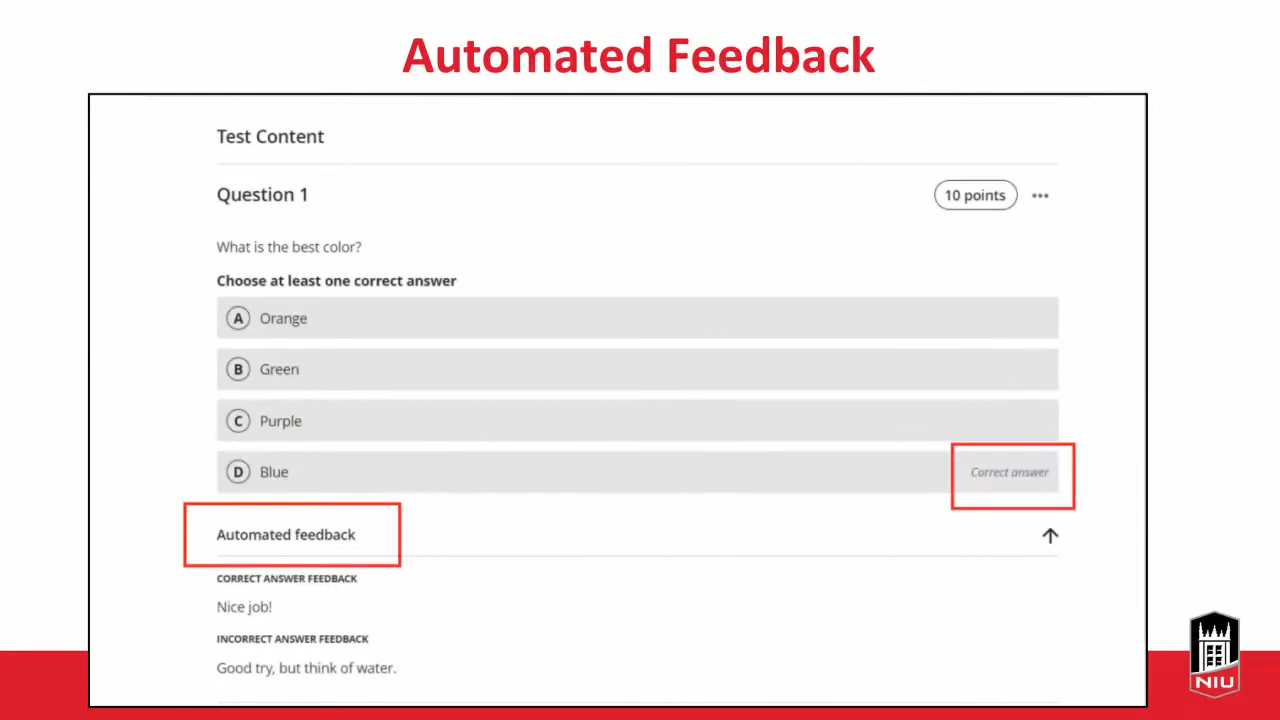 Automated Feedback
Test Content
Question 1
10 points
What is the best color?
Choose at least one correct answer
A Orange
B Green
C Purple
D Blue
Correct answer
Automated feedback
CORRECT ANSWER FEEDBACK
Nice job!
INCORRECT ANSWER FEEDBACK
Good try, but think of water.
NIU